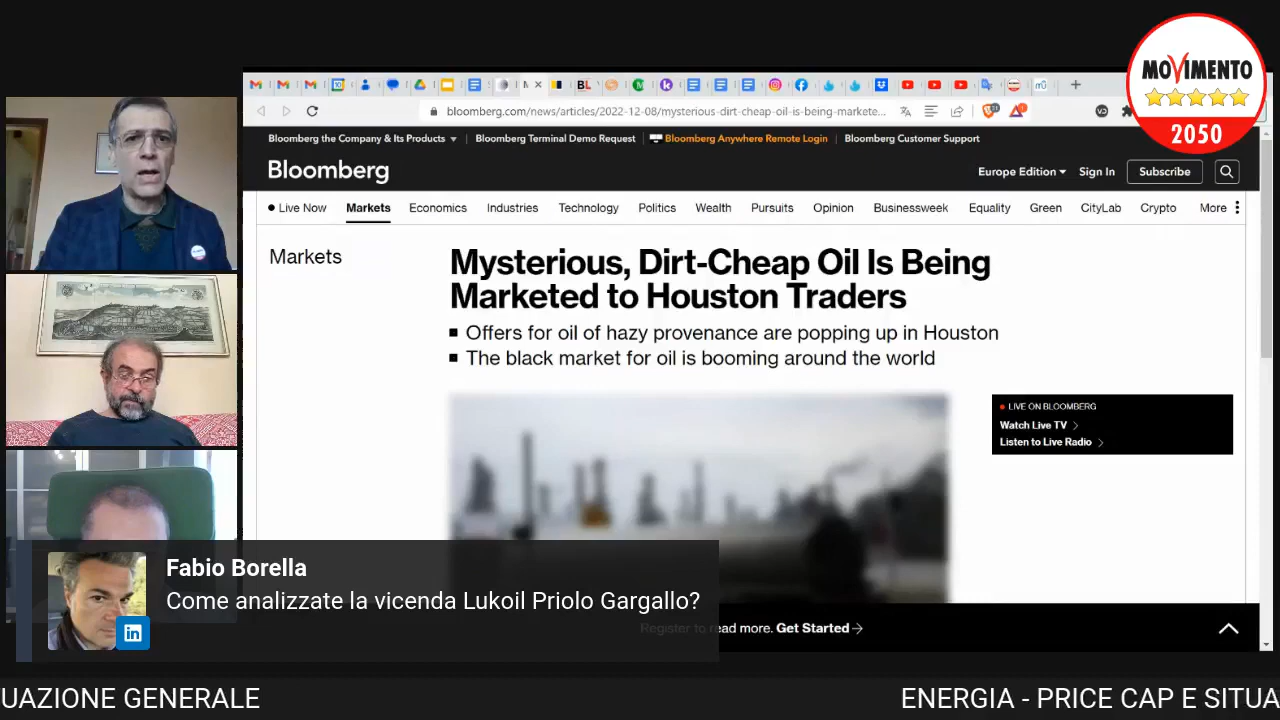 MOVIMENTO
2050
bloomberg.com/news/articles/2022-12-08/mysterious-dirt-cheap-oil-is-being-markete...
Bloomberg the Company & Its Products
Bloomberg Terminal Demo Request
Bloomberg Anywhere Remote Login
Bloomberg Customer Support
Bloomberg
Europe Edition
Sign In
Subscribe
Live Now
Markets
Economics
Industries
Technology
Politics
Wealth
Pursuits
Opinion
Businessweek
Equality
Green
CityLab
Crypto
More
Markets
Mysterious, Dirt-Cheap Oil Is Being
Marketed to Houston Traders
Offers for oil of hazy provenance are popping up in Houston
The black market for oil is booming around the world
LIVE ON BLOOMBERG
Watch Live TV
Listen to Live Radio
Fabio Borella
Come analizzate la vicenda Lukoil Priolo Gargallo?
Register to read more. Get Started
UAZIONE GENERALE
ENERGIA - PRICE CAP E SITUA